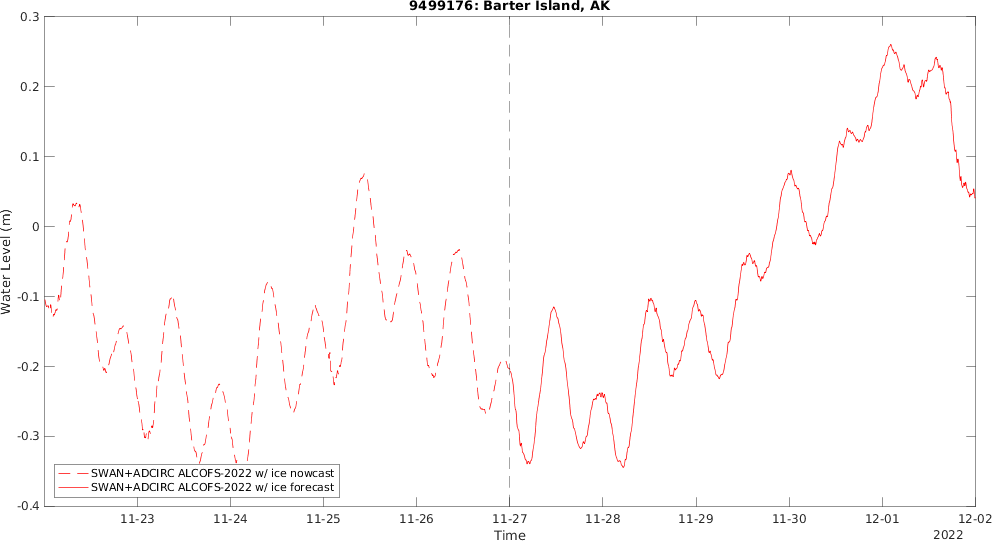 9499176: Barter Island, AK
Water Level (m)
0.3
0.2
0.1
0
-0.1
-0.2
-0.3
-0.4
SWAN+ADCIRC ALCOFS-2022 w/ ice nowcast
SWAN+ADCIRC ALCOFS-2022 w/ ice forecast
11-23 11-24 11-25 11-26 11-27 11-28 11-29 11-30 12-01 12-02
Time
2022